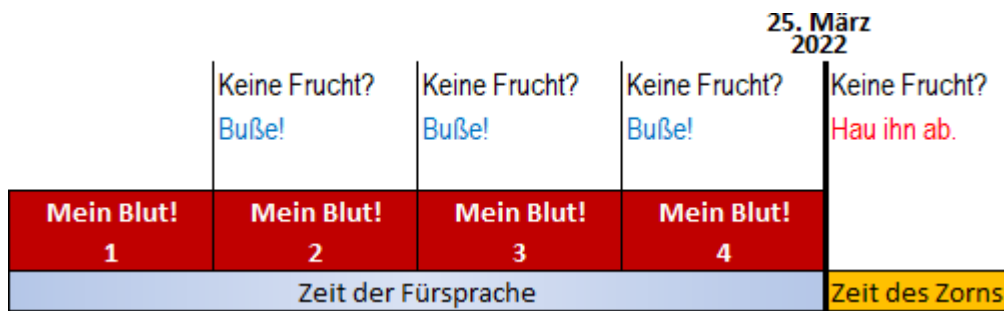 25. März
2022
Keine Frucht? Keine Frucht? Keine Frucht? Keine Frucht?
Buße! Buße! Buße! Hau ihn ab.
Mein Blut! Mein Blut! Mein Blut! Mein Blut!
1 2 3 4
Zeit der Fürsprache Zeit des Zorns